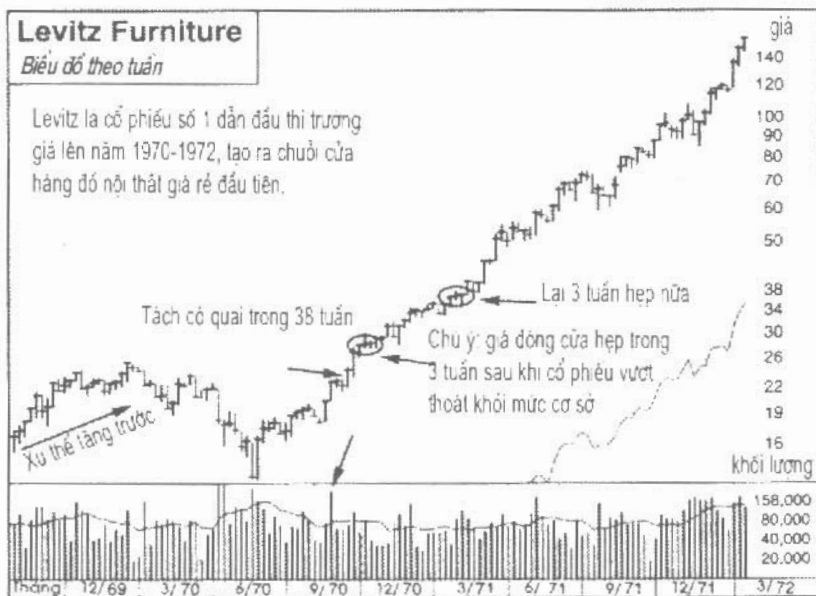 Levitz Furniture
Biểu đồ theo tuần
giá
Levitz la cổ phiếu số 1 dẫn đầu thi trường
giá lên năm 1970-1972, tạo ra chuỗi cửa
hàng đồ nội thất giá rẻ đầu tiên.
140
120
100
90
80
70
60
50
38
34
30
26
22
19
16
Lại 3 tuần hẹp nữa
Tách có quai trong 38 tuần
Chú ý: giá đóng cửa hẹp trong
3 tuần sau khi cổ phiếu vượt
thoát khỏi mức cơ sở
Xu thế tăng trước
khối lượng
158,000
80,000
40,000
20.000
Tháng 12/69 3/70 6/70 9/70 12/70 3/71 6/71 9/71 12/71 3/72